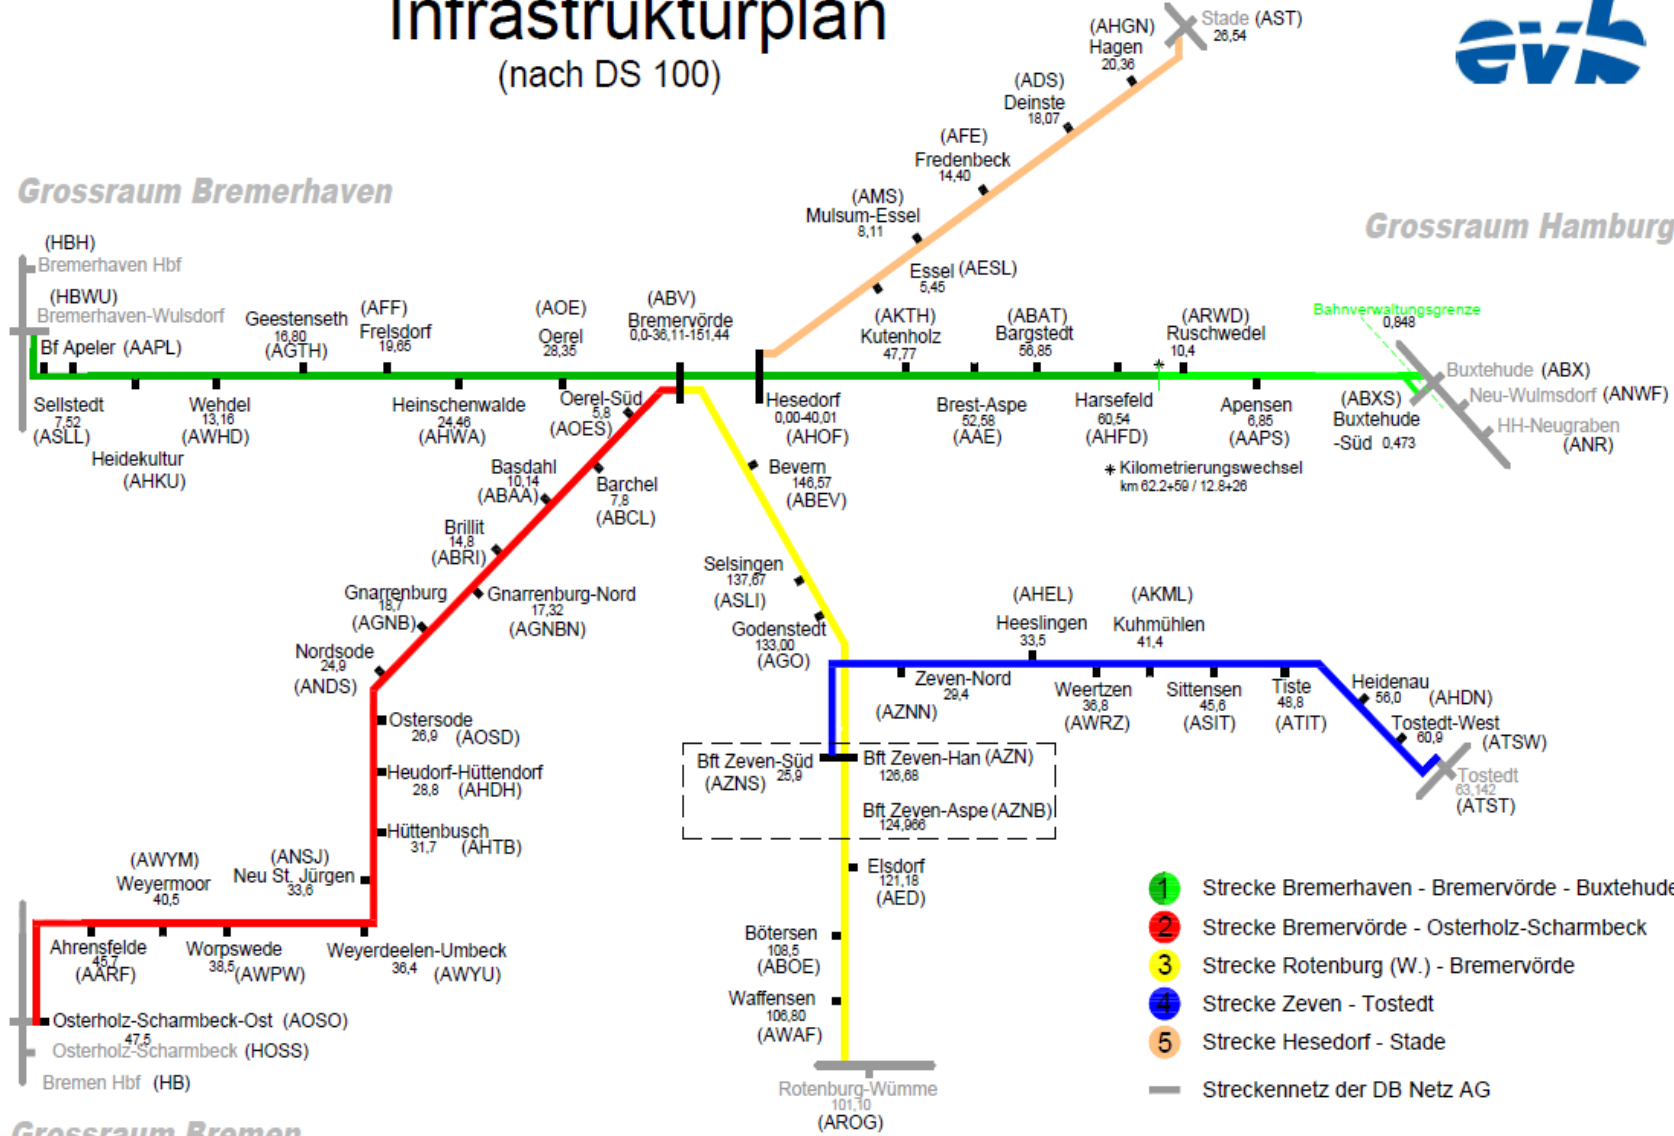 Infrastrukturplan
(nach DS 100)
evb
Stade (AST)
26,54
(AHGN)
Hagen
20,36
(ADS)
Deinste
18,07
(AFE)
Fredenbeck
14,40
(AMS)
Mulsum-Essel
8,11
Essel (AESL)
5,45
Grossraum Bremerhaven
Grossraum Hamburg
(HBH)
Bremerhaven Hbf
(HBWU)
Bremerhaven-Wulsdorf
Bf Apeler (AAPL)
Geestenseth
16,80
(AGTH)
(AFF)
Frelsdorf
19,65
(AOE)
Oerel
28,35
(ABV)
Bremervörde
0,0-36,11-151,44
(AKTH)
Kutenholz
47,77
(ABAT)
Bargstedt
56,85
(ARWD)
Ruschwedel
10,4
Bahnverwaltungsgrenze
0,848
Sellstedt
7,52
(ASLL)
Heidekultur
(AHKU)
Wehdel
13,16
(AWHD)
Heinschenwalde
24,46
(AHWA)
Oerel-Süd
5,8
(AOES)
Hesedorf
0,00-40,01
(AHOF)
Brest-Aspe
52,58
(AAE)
Harsefeld
60,54
(AHFD)
Apensen
6,85
(AAPS)
(ABXS)
Buxtehude
-Süd 0,473
Buxtehude (ABX)
Neu-Wulmsdorf (ANWF)
HH-Neugraben
(ANR)
* Kilometrierungswechsel
km 62.2+59 / 12.8+26
Basdahl
10,14
(ABAA)
Barchel
7,8
(ABCL)
Brillit
14,8
(ABRI)
Gnarrenburg
18,7
(AGNB)
Gnarrenburg-Nord
17,32
(AGNBN)
Nordsode
24,9
(ANDS)
Ostersode
26,9 (AOSD)
Heudorf-Hüttendorf
28,8 (AHDH)
Hüttenbusch
31,7 (AHTB)
(ANSJ)
Neu St. Jürgen
33,6
(AWYM)
Weyermoor
40,5
Ahrensfelde
45,7
(AARF)
Worpswede
38,5 (AWPW)
Weyerdeelen-Umbeck
36,4 (AWYU)
Osterholz-Scharmbeck-Ost (AOSO)
47,5
Osterholz-Scharmbeck (HOSS)
Bremen Hbf (HB)
Grossraum Bremen
Bevern
146,57
(ABEV)
Selsingen
137,67
(ASLI)
Godenstedt
133,00
(AGO)
Zeven-Nord
29,4
(AZNN)
(AHEL)
Heeslingen
33,5
(AKML)
Kuhmühlen
41,4
Weertzen
36,8
(AWRZ)
Sittensen
45,6
(ASIT)
Tiste
48,8
(ATIT)
Heidenau
56,0 (AHDN)
Tostedt-West
60,9 (ATSW)
Tostedt
63,142
(ATST)
Bft Zeven-Süd
25,9
(AZNS)
Bft Zeven-Han (AZN)
126,68
Bft Zeven-Aspe (AZNB)
124,966
Elsdorf
121,18
(AED)
Bötersen
108,5
(ABOE)
Waffensen
106,80
(AWAF)
Rotenburg-Wümme
101,10
(AROG)
1 Strecke Bremerhaven - Bremervörde - Buxtehude
2 Strecke Bremervörde - Osterholz-Scharmbeck
3 Strecke Rotenburg (W.) - Bremervörde
4 Strecke Zeven - Tostedt
5 Strecke Hesedorf - Stade
Streckennetz der DB Netz AG